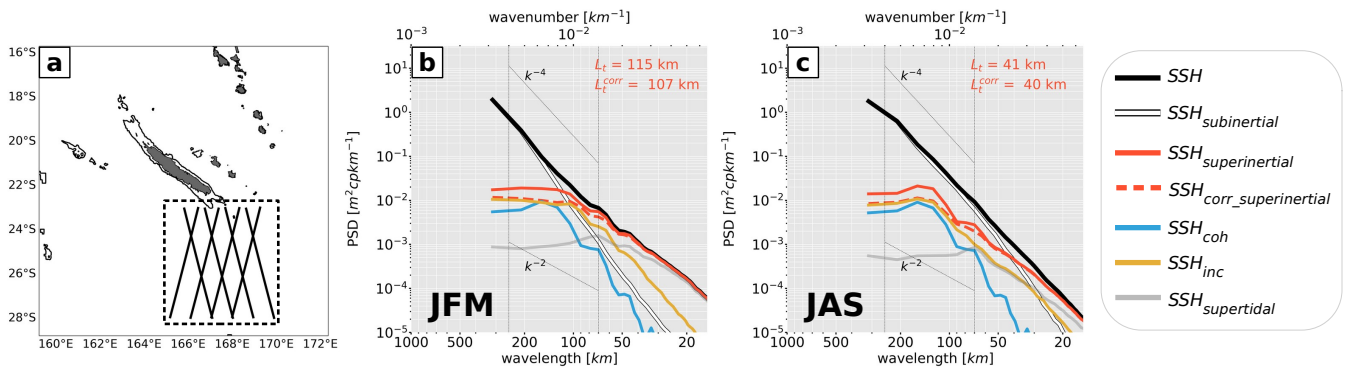 a
16°S
18°S
20°S
22°S
24°S
26°S
28°S
160°E 162°E 164°E 166°E 168°E 170°E 172°E
wavenumber [km⁻¹]
10⁻³ 10⁻²
b
L_t = 115 km
L_t^corr = 107 km
k⁻⁴
k⁻²
JFM
PSD [m²cpkm⁻¹]
10¹
10⁰
10⁻¹
10⁻²
10⁻³
10⁻⁴
10⁻⁵
1000 500 200 100 50 20
wavelength [km]
wavenumber [km⁻¹]
10⁻³ 10⁻²
c
L_t = 41 km
L_t^corr = 40 km
k⁻⁴
k⁻²
JAS
PSD [m²cpkm⁻¹]
10¹
10⁰
10⁻¹
10⁻²
10⁻³
10⁻⁴
10⁻⁵
1000 500 200 100 50 20
wavelength [km]
SSH
SSH_subinertial
SSH_superinertial
SSH_corr_superinertial
SSH_coh
SSH_inc
SSH_supertidal